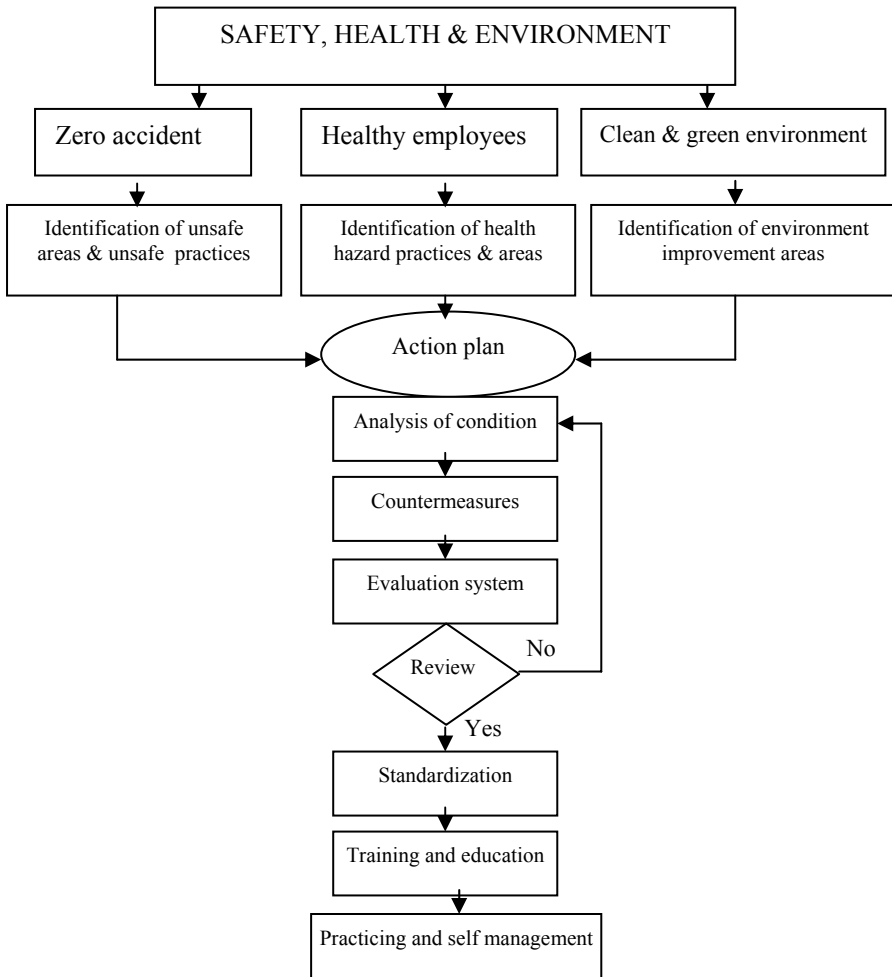 SAFETY, HEALTH & ENVIRONMENT
Zero accident
Healthy employees
Clean & green environment
Identification of unsafe
areas & unsafe practices
Identification of health
hazard practices & areas
Identification of environment
improvement areas
Action plan
Analysis of condition
Countermeasures
Evaluation system
Review
No
Yes
Standardization
Training and education
Practicing and self management